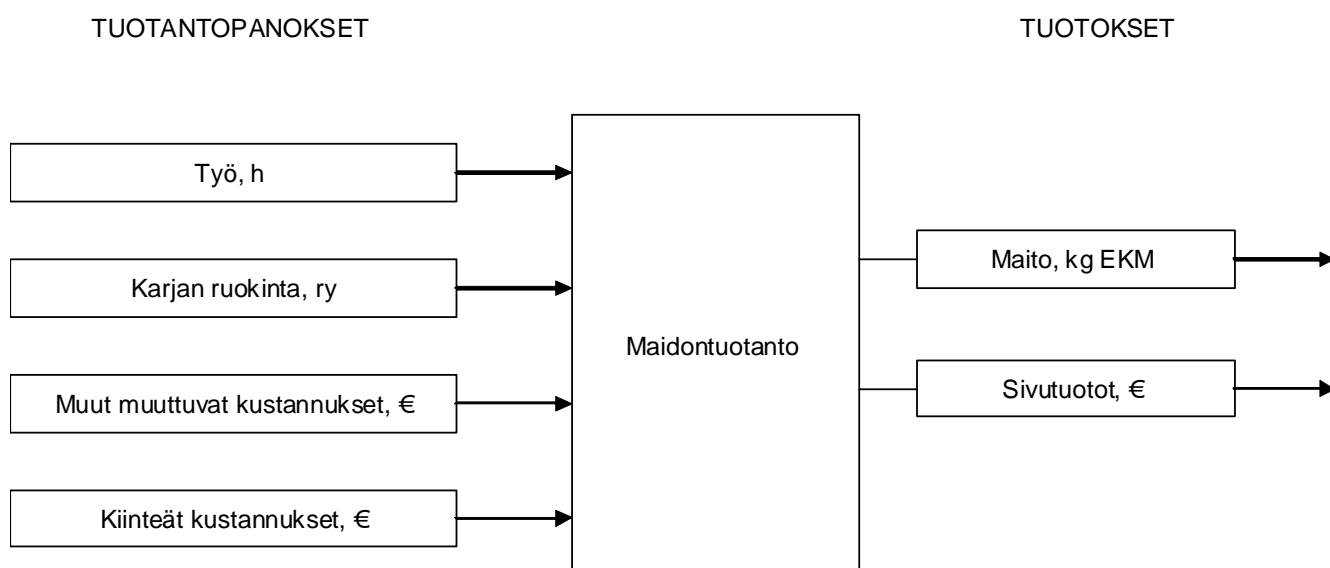 TUOTANTOPANOKSET
TUOTOKSET
Työ, h
Karjan ruokinta, ry
Muut muuttuvat kustannukset, €
Kiinteät kustannukset, €
Maidontuotanto
Maito, kg EKM
Sivutuotot, €